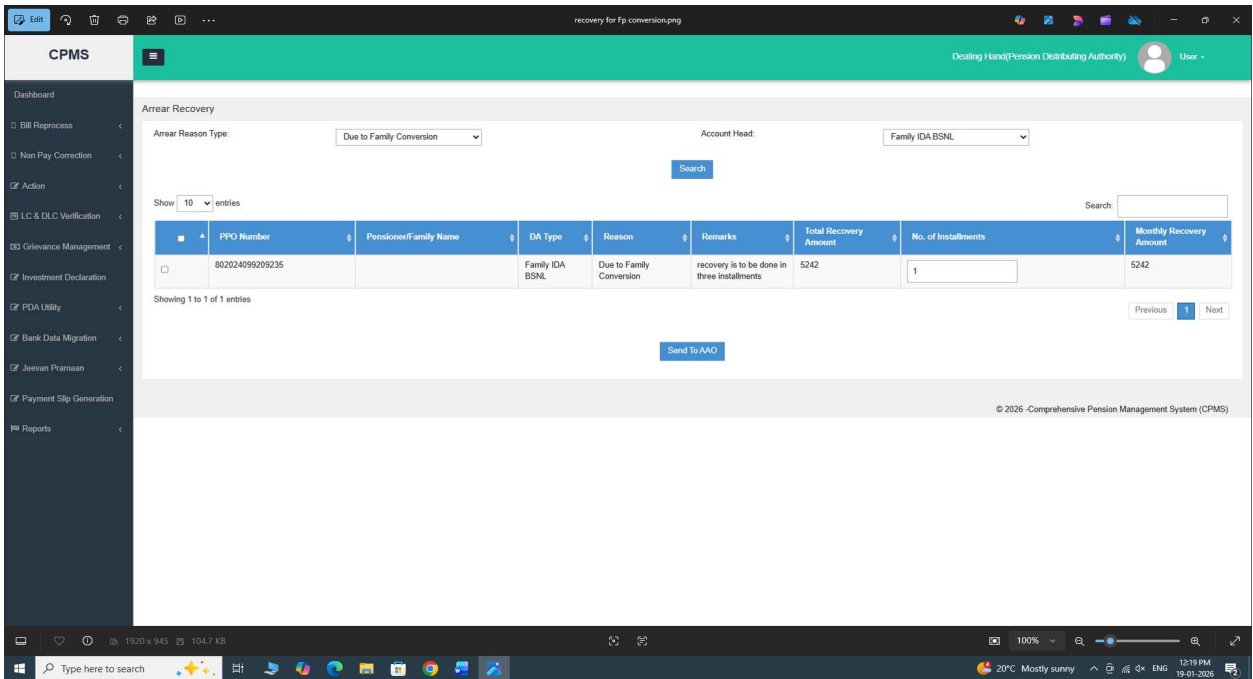 Edit
recovery for Fp conversion.png
CPMS
Dealing Hand(Pension Distributing Authority)
User
Dashboard
Bill Reprocess
Non Pay Correction
Action
LC & DLC Verification
Grievance Management
Investment Declaration
PDA Utility
Bank Data Migration
Jeevan Pramaan
Payment Slip Generation
Reports
Arrear Recovery
Arrear Reason Type: Due to Family Conversion Account Head: Family IDA BSNL
Search
Show 10 entries Search:
PPO Number Pensioner/Family Name DA Type Reason Remarks Total Recovery Amount No. of Installments Monthly Recovery Amount
802024099209235 Family IDA BSNL Due to Family Conversion recovery is to be done in three installments 5242 1 5242
Showing 1 to 1 of 1 entries
Previous 1 Next
Send To AAO
© 2026 -Comprehensive Pension Management System (CPMS)
1920 x 945 104.7 KB
100%
Type here to search
20°C Mostly sunny ENG 12:19 PM
19-01-2026